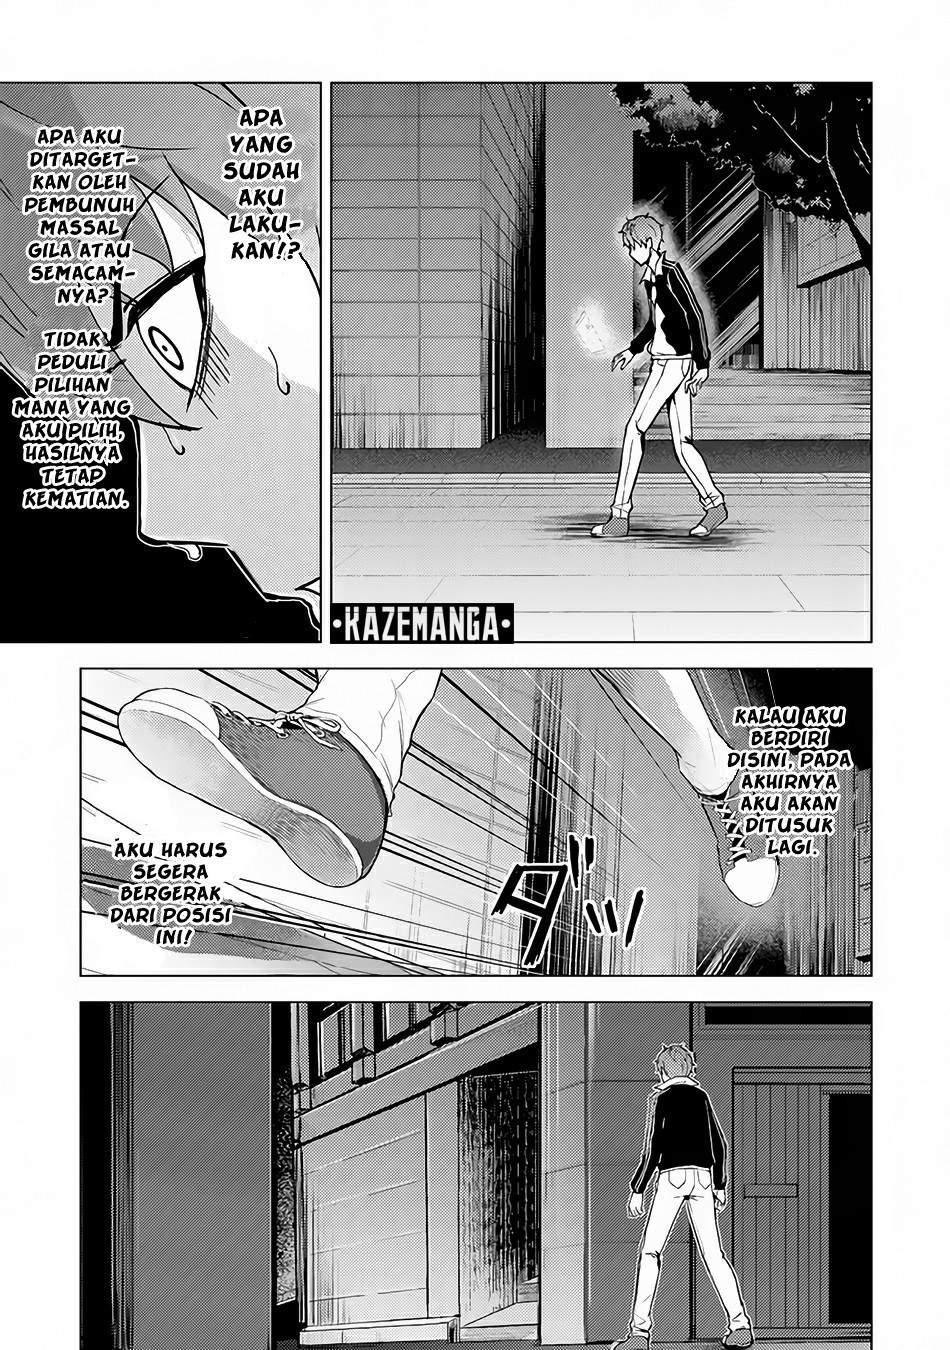 APA
YANG
SUDAH
AKU
LAKU-
KAN!?
APA AKU
DITARGET-
KAN OLEH
PEMBUNUH
MASSAL
GILA ATAU
SEMACAM-
NYA?
TIDAK
PEDULI
PILIHAN
MANA YANG
AKU PILIH,
HASILNYA
TETAP
KEMATIAN.
•KAZEMANGA•
KALAU AKU
BERDIRI
DISINI, PADA
AKHIRNYA
AKU AKAN
DITUSUK
LAGI.
ダッ
AKU HARUS
SEGERA
BERGERAK
DARI POSISI
INI!